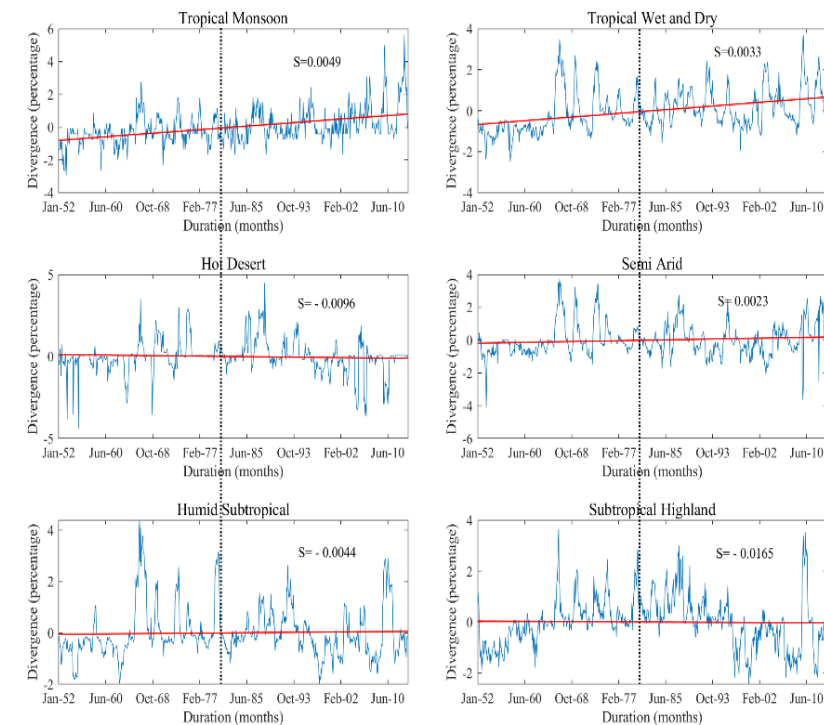 Tropical Monsoon
Divergence (percentage)
6
4
2
0
-2
-4
S=0.0049
Jan-52 Jun-60 Oct-68 Feb-77 Jun-85 Oct-93 Feb-02 Jun-10
Duration (months)
Tropical Wet and Dry
Divergence (percentage)
4
2
0
-2
-4
S=0.0033
Jan-52 Jun-60 Oct-68 Feb-77 Jun-85 Oct-93 Feb-02 Jun-10
Duration (months)
Hot Desert
Divergence (percentage)
5
0
-5
S= - 0.0096
Jan-52 Jun-60 Oct-68 Feb-77 Jun-85 Oct-93 Feb-02 Jun-10
Duration (months)
Semi Arid
Divergence (percentage)
4
2
0
-2
-4
-6
S= 0.0023
Jan-52 Jun-60 Oct-68 Feb-77 Jun-85 Oct-93 Feb-02 Jun-10
Duration (months)
Humid Subtropical
Divergence (percentage)
4
2
0
-2
S= - 0.0044
Jan-52 Jun-60 Oct-68 Feb-77 Jun-85 Oct-93 Feb-02 Jun-10
Duration (months)
Subtropical Highland
Divergence (percentage)
4
2
0
-2
S= - 0.0165
Jan-52 Jun-60 Oct-68 Feb-77 Jun-85 Oct-93 Feb-02 Jun-10
Duration (months)